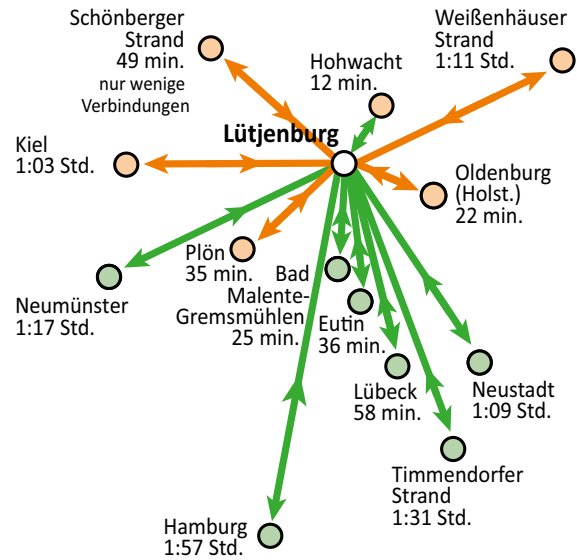 Schönberger
Strand
49 min.
nur wenige
Verbindungen
Hohwacht
12 min.
Weißenhäuser
Strand
1:11 Std.
Lütjenburg
Kiel
1:03 Std.
Oldenburg
(Holst.)
22 min.
Plön
35 min.
Bad
Malente-
Gremsmühlen
25 min.
Neumünster
1:17 Std.
Eutin
36 min.
Lübeck
58 min.
Neustadt
1:09 Std.
Timmendorfer
Strand
1:31 Std.
Hamburg
1:57 Std.